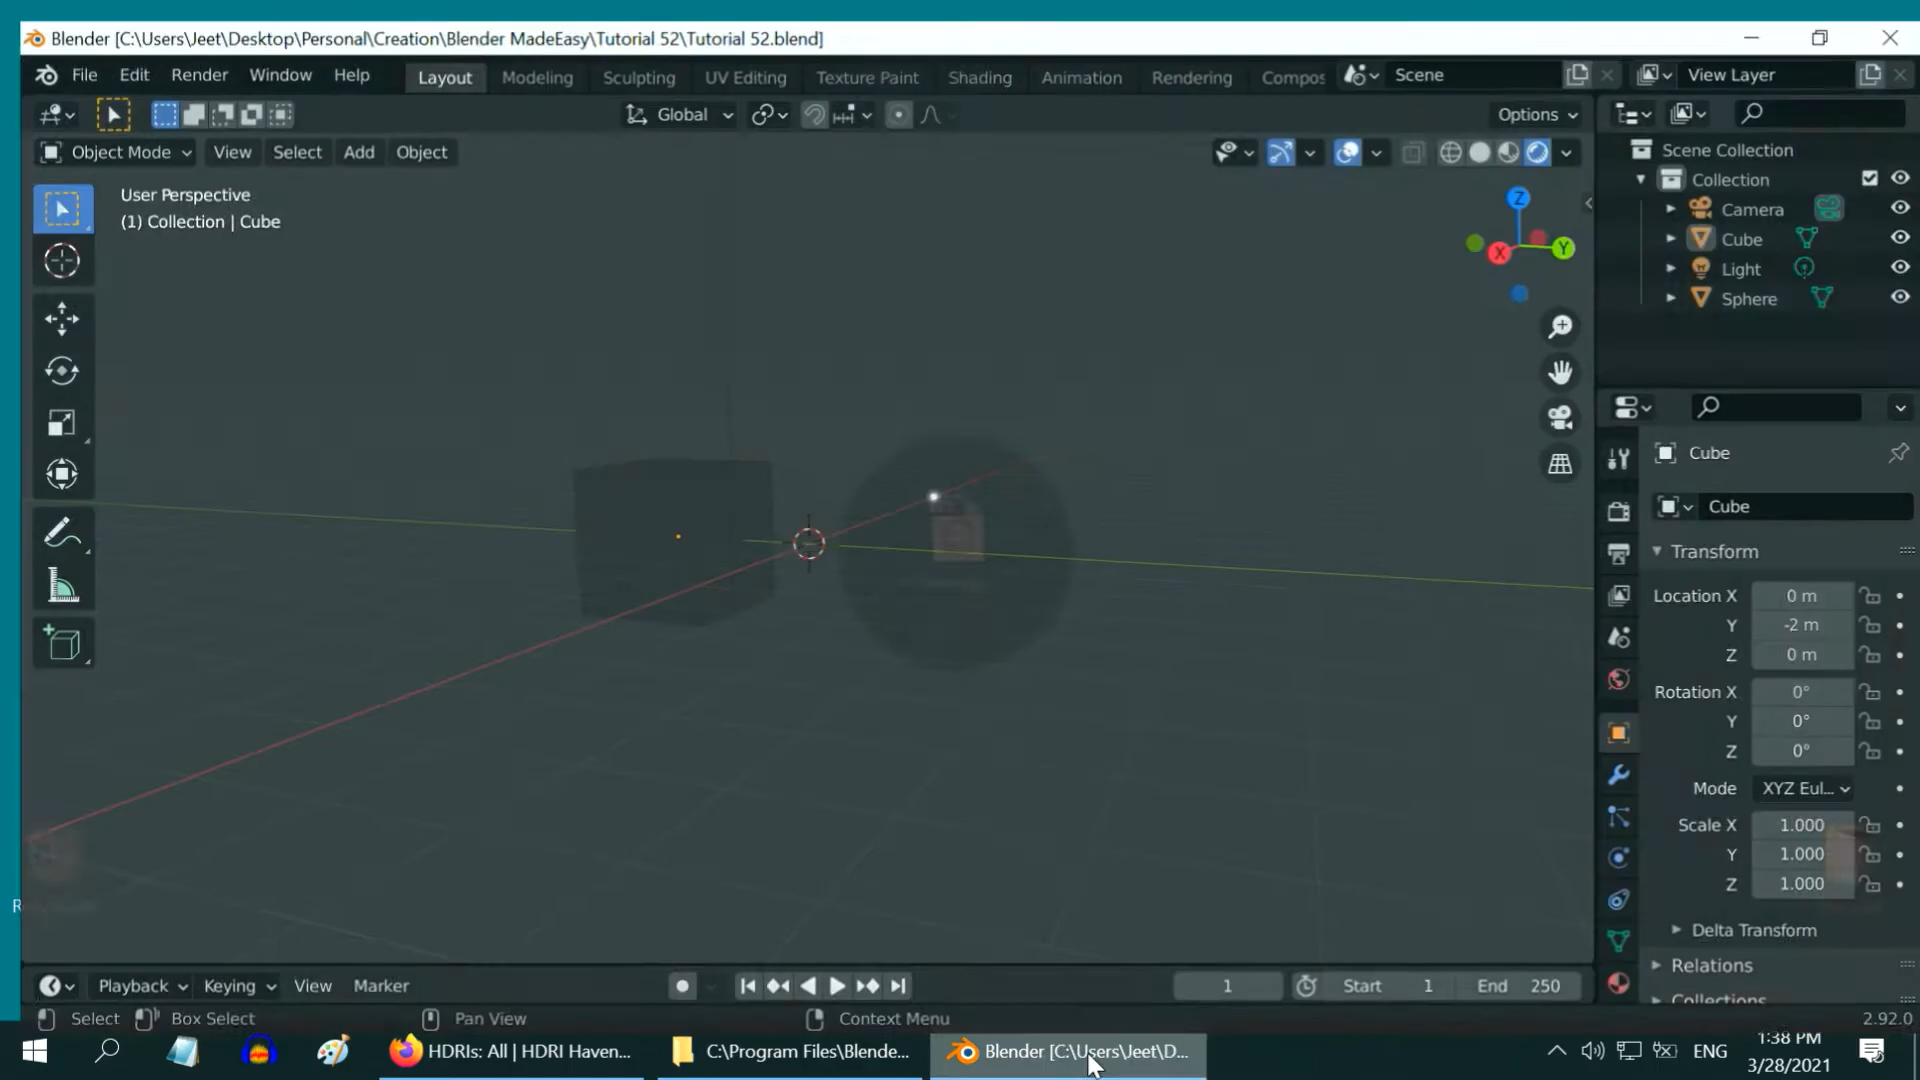 Blender [C:\Users\Jeet\Desktop\Personal\Creation\Blender MadeEasy\Tutorial 52\Tutorial 52.blend]
File Edit Render Window Help Layout Modeling Sculpting UV Editing Texture Paint Shading Animation Rendering Compos Scene View Layer
Global Options
Object Mode View Select Add Object
User Perspective
(1) Collection | Cube
Z
X
Y
Scene Collection
Collection
Camera
Cube
Light
Sphere
Cube
Cube
Transform
Location X 0 m
Y -2 m
Z 0 m
Rotation X 0°
Y 0°
Z 0°
Mode XYZ Eul...
Scale X 1.000
Y 1.000
Z 1.000
Delta Transform
Relations
Collections
R
Playback Keying View Marker 1 Start 1 End 250
Select Box Select Pan View Context Menu 2.92.0
HDRIs: All | HDRI Haven... C:\Program Files\Blende... Blender [C:\Users\Jeet\D... ENG
1:38 PM
3/28/2021